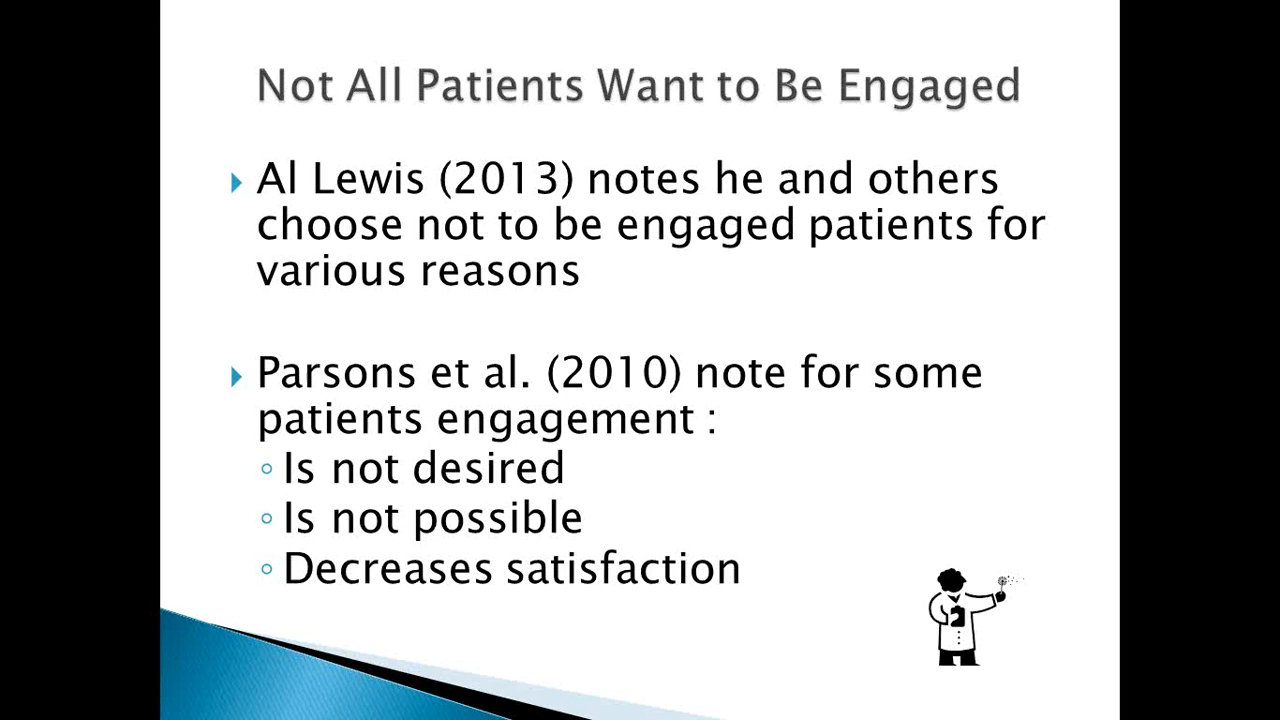 Not All Patients Want to Be Engaged
Al Lewis (2013) notes he and others
choose not to be engaged patients for
various reasons
Parsons et al. (2010) note for some
patients engagement :
Is not desired
Is not possible
Decreases satisfaction